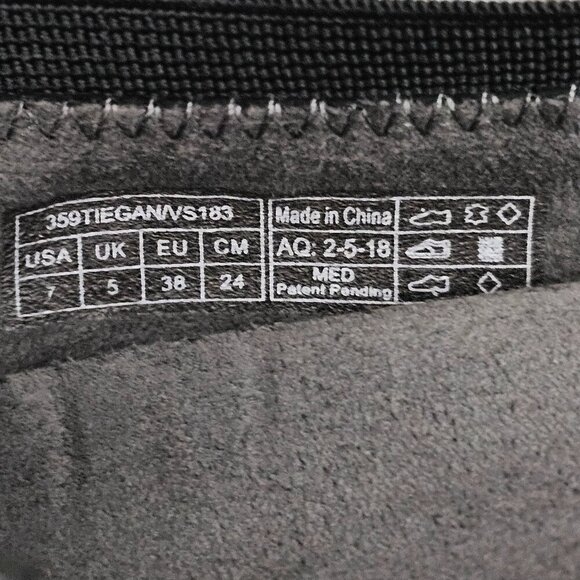 359TIEGAN/VS183
USA UK EU CM
7 5 38 24
Made in China
AQ. 2-5-18
MED
Patent Pending